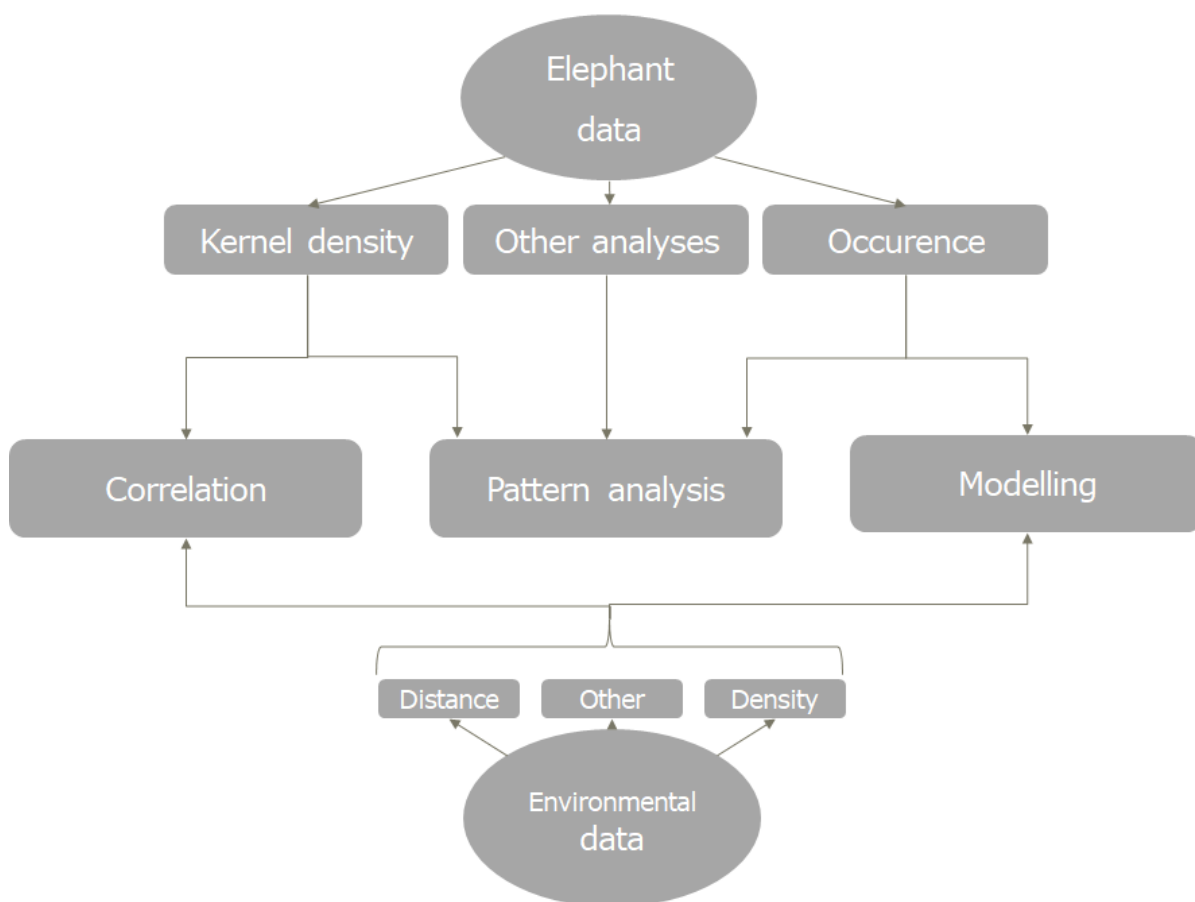 Elephant
data
Kernel density
Other analyses
Occurence
Correlation
Pattern analysis
Modelling
Distance
Other
Density
Environmental
data